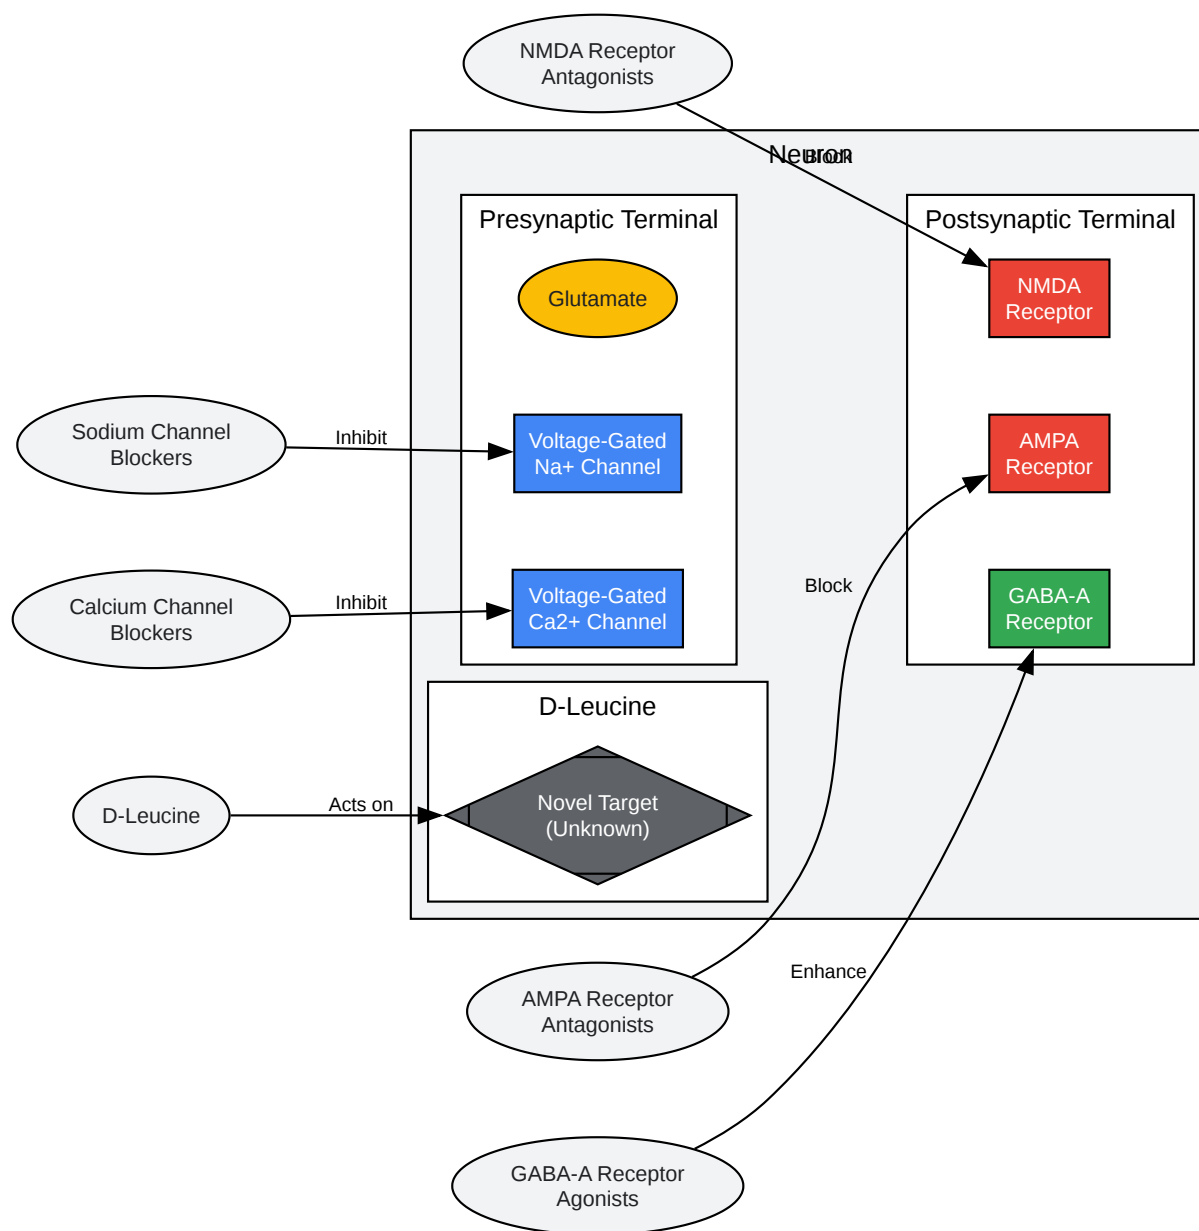 NMDA Receptor
Antagonists
Neuron
Block
Presynaptic Terminal
Postsynaptic Terminal
Glutamate
NMDA
Receptor
Sodium Channel
Blockers
Inhibit
Voltage-Gated
Na+ Channel
AMPA
Receptor
Calcium Channel
Blockers
Inhibit
Voltage-Gated
Ca2+ Channel
Block
GABA-A
Receptor
D-Leucine
D-Leucine
Acts on
Novel Target
(Unknown)
AMPA Receptor
Antagonists
Enhance
GABA-A Receptor
Agonists